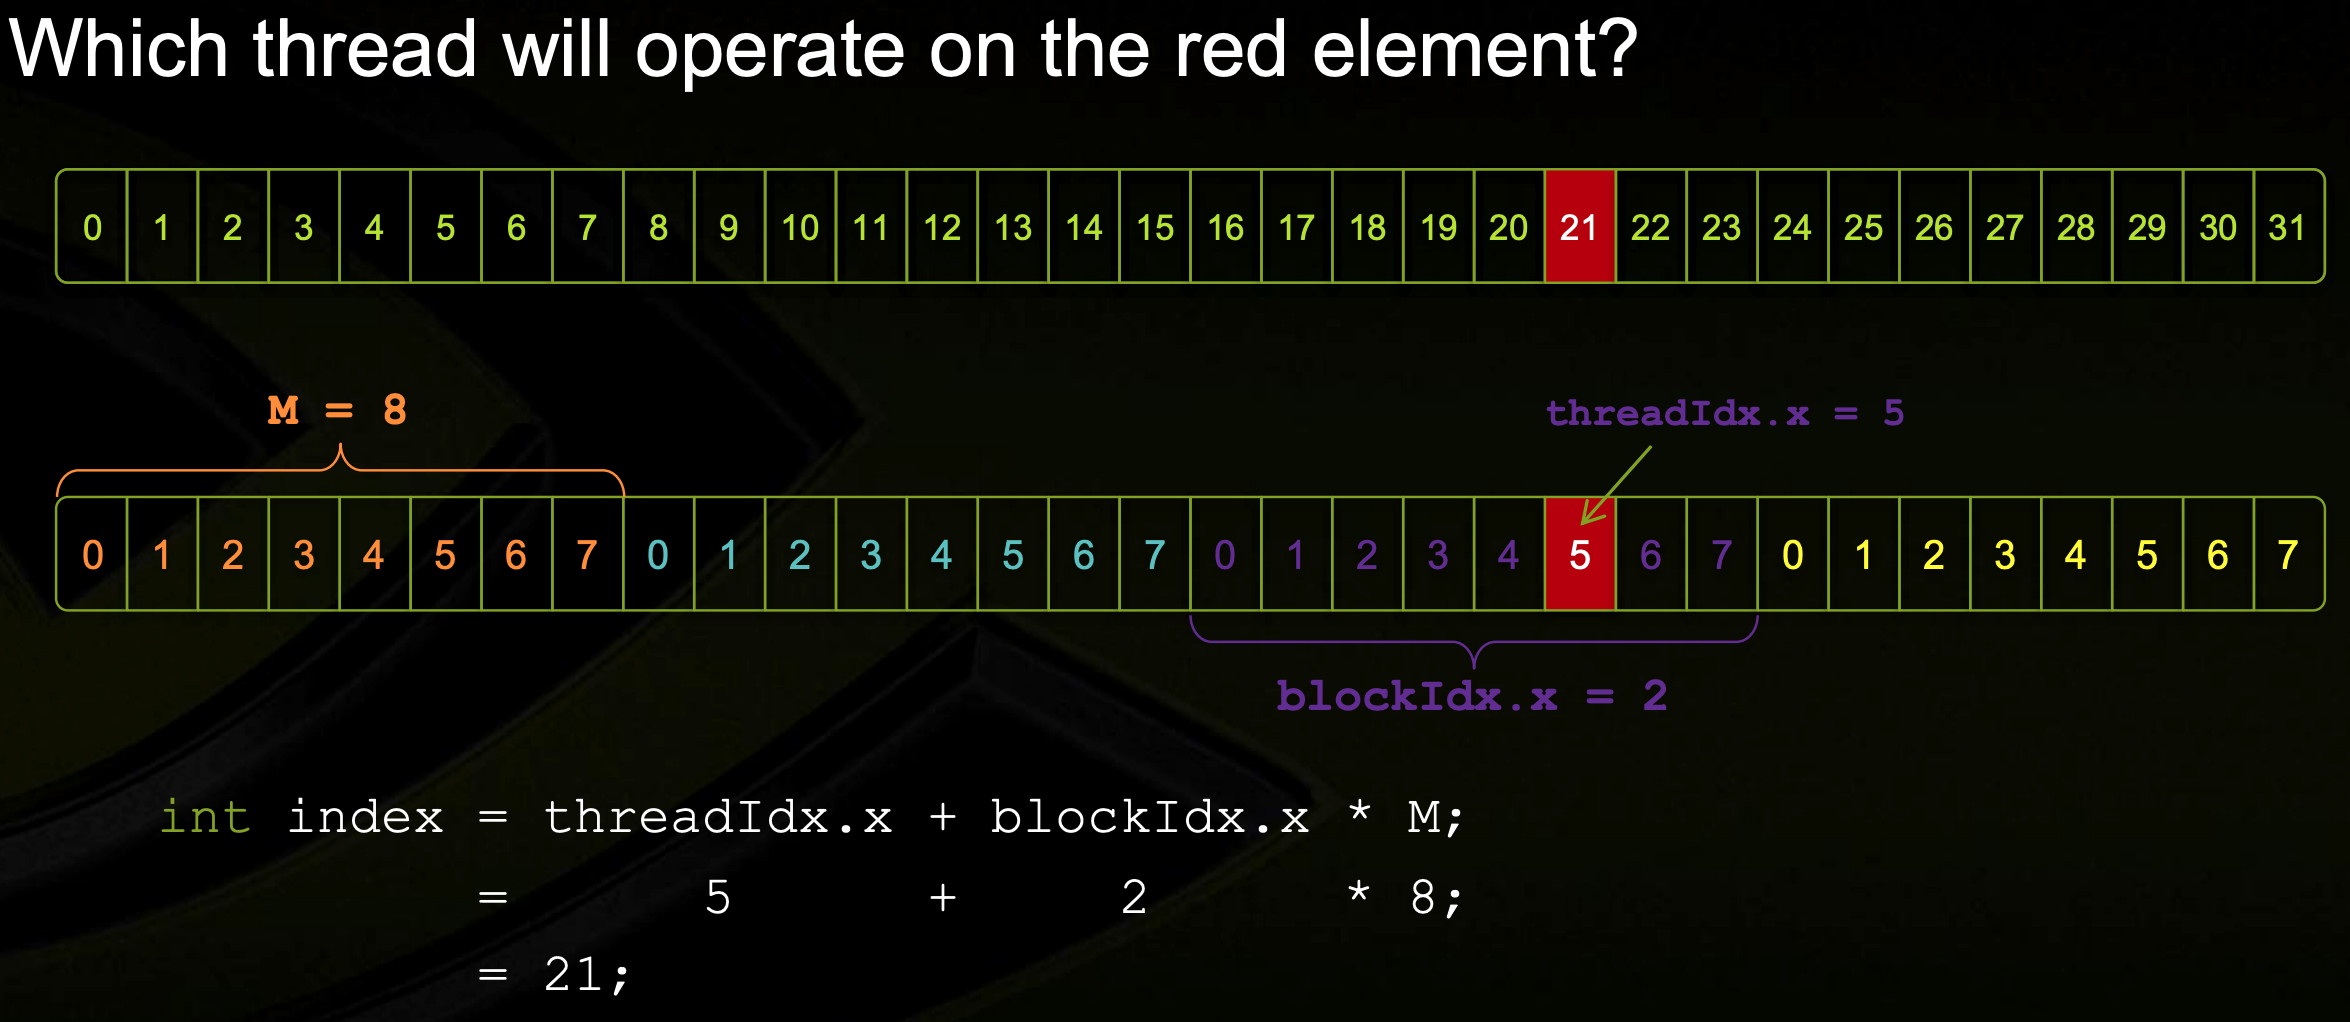 Which thread will operate on the red element?
0 1 2 3 4 5 6 7 8 9 10 11 12 13 14 15 16 17 18 19 20 21 22 23 24 25 26 27 28 29 30 31
M = 8
threadIdx.x = 5
0 1 2 3 4 5 6 7 0 1 2 3 4 5 6 7 0 1 2 3 4 5 6 7 0 1 2 3 4 5 6 7
blockIdx.x = 2
int index = threadIdx.x + blockIdx.x * M;
= 5 + 2 * 8;
= 21;